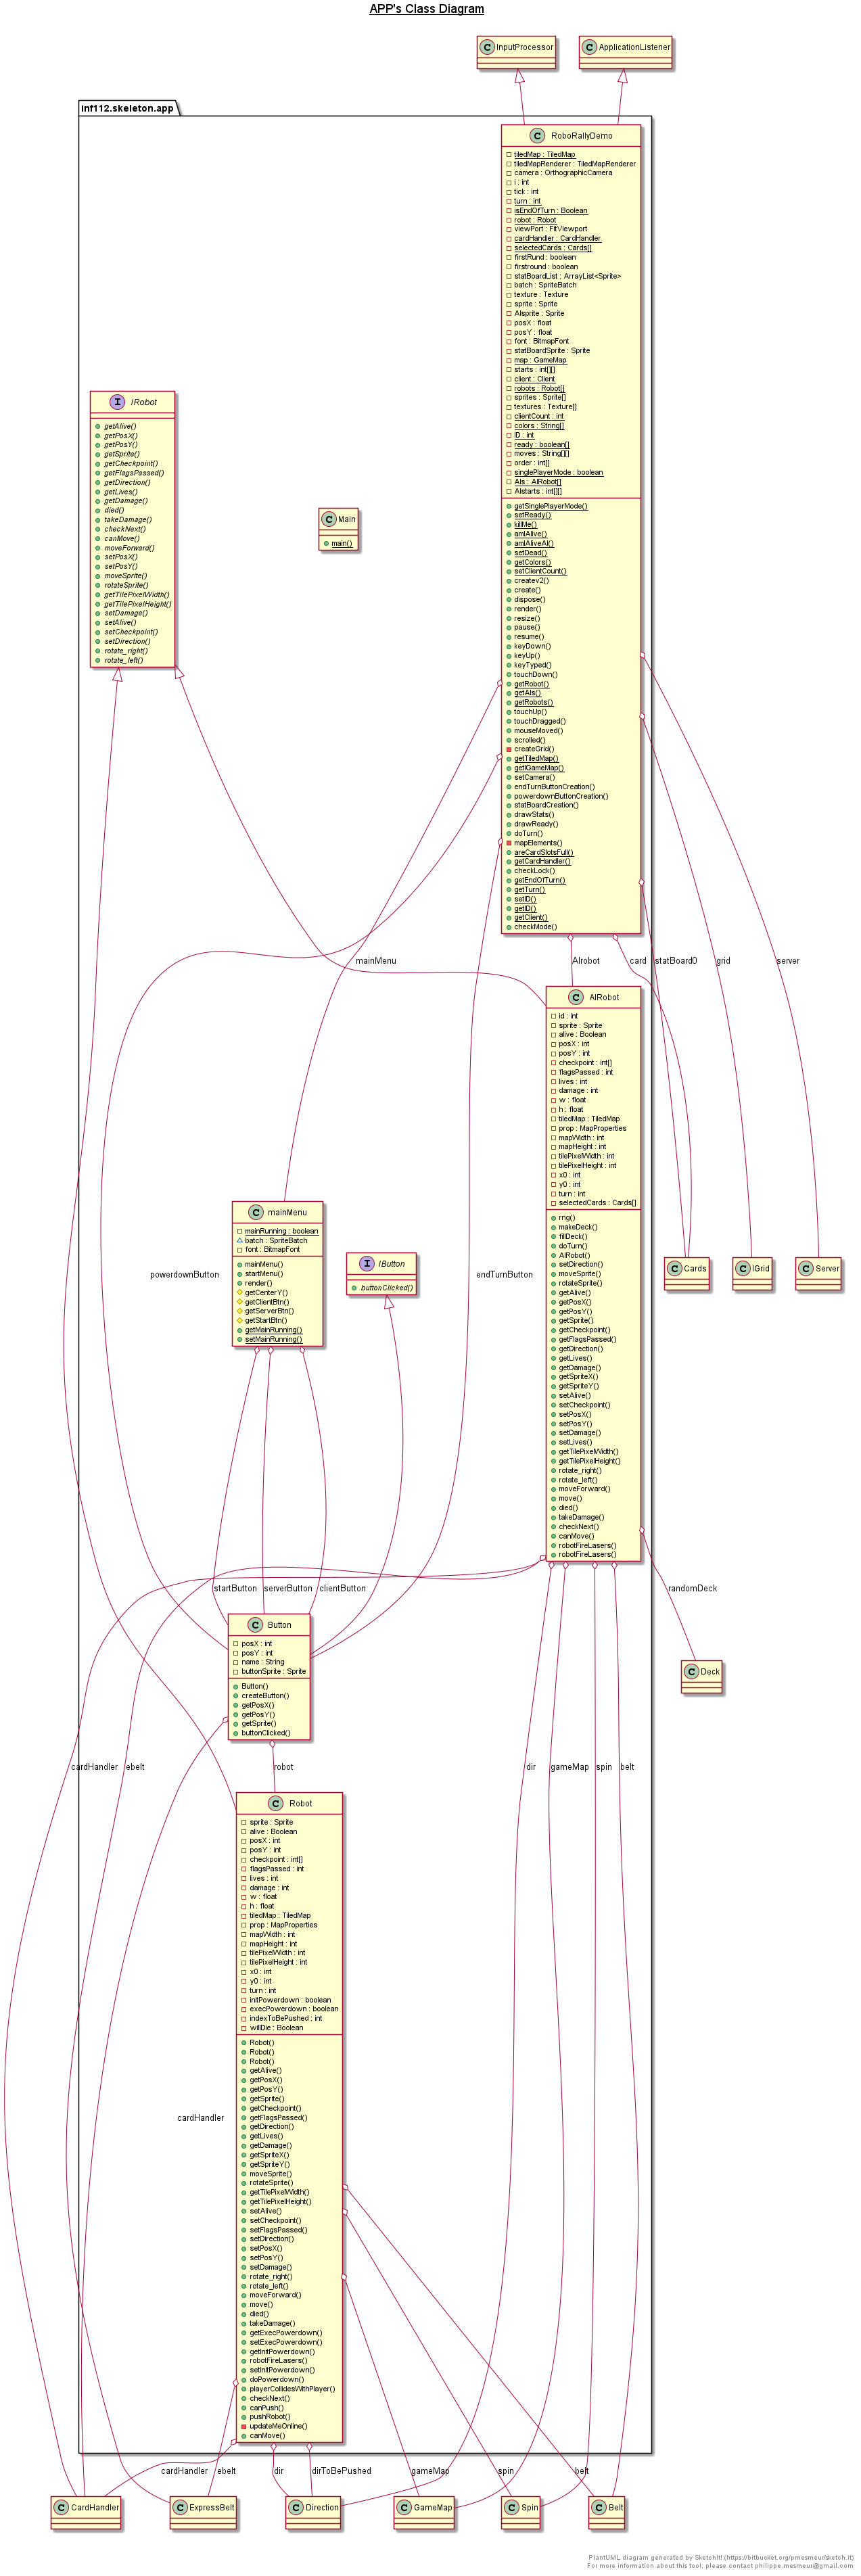 APP's Class Diagram
InputProcessor
ApplicationListener
inf112.skeleton.app
RoboRallyDemo
tiledMap : TiledMap
tiledMapRenderer : TiledMapRenderer
camera : OrthographicCamera
i : int
tick : int
turn : int
isEndOfTurn : Boolean
robot : Robot
viewPort : FitViewport
cardHandler : CardHandler
selectedCards : Cards[]
firstRund : boolean
firstround : boolean
statBoardList : ArrayList<Sprite>
batch : SpriteBatch
texture : Texture
sprite : Sprite
AIsprite : Sprite
posX : float
posY : float
font : BitmapFont
statBoardSprite : Sprite
map : GameMap
starts : int[][]
client : Client
robots : Robot[]
sprites : Sprite[]
textures : Texture[]
clientCount : int
colors : String[]
ID : int
ready : boolean[]
moves : String[][]
order : int[]
singlePlayerMode : boolean
AIs : AIRobot[]
AIstarts : int[][]
getSinglePlayerMode()
setReady()
killMe()
amIAlive()
amIAliveAI()
setDead()
getColors()
setClientCount()
createv2()
create()
dispose()
render()
resize()
pause()
resume()
keyDown()
keyUp()
keyTyped()
touchDown()
getRobot()
getAIs()
getRobots()
touchUp()
touchDragged()
mouseMoved()
scrolled()
createGrid()
getTiledMap()
getIGameMap()
setCamera()
endTurnButtonCreation()
powerdownButtonCreation()
statBoardCreation()
drawStats()
drawReady()
doTurn()
mapElements()
areCardSlotsFull()
getCardHandler()
checkLock()
getEndOfTurn()
getTurn()
setID()
getID()
getClient()
checkMode()
IRobot
getAlive()
getPosX()
getPosY()
getSprite()
getCheckpoint()
getFlagsPassed()
getDirection()
getLives()
getDamage()
died()
takeDamage()
checkNext()
canMove()
moveForward()
setPosX()
setPosY()
moveSprite()
rotateSprite()
getTilePixelWidth()
getTilePixelHeight()
setDamage()
setAlive()
setCheckpoint()
setDirection()
rotate_right()
rotate_left()
Main
main()
mainMenu
AIrobot
card
statBoard0
grid
server
AIRobot
id : int
sprite : Sprite
alive : Boolean
posX : int
posY : int
checkpoint : int[]
flagsPassed : int
lives : int
damage : int
w : float
h : float
tiledMap : TiledMap
prop : MapProperties
mapWidth : int
mapHeight : int
tilePixelWidth : int
tilePixelHeight : int
x0 : int
y0 : int
turn : int
selectedCards : Cards[]
rng()
makeDeck()
fillDeck()
doTurn()
AIRobot()
setDirection()
moveSprite()
rotateSprite()
getAlive()
getPosX()
getPosY()
getSprite()
getCheckpoint()
getFlagsPassed()
getDirection()
getLives()
getDamage()
getSpriteX()
getSpriteY()
setAlive()
setCheckpoint()
setPosX()
setPosY()
setDamage()
setLives()
getTilePixelWidth()
getTilePixelHeight()
rotate_right()
rotate_left()
moveForward()
move()
died()
takeDamage()
checkNext()
canMove()
robotFireLasers()
robotFireLasers()
mainMenu
mainRunning : boolean
batch : SpriteBatch
font : BitmapFont
mainMenu()
startMenu()
render()
getCenterY()
getClientBtn()
getServerBtn()
getStartBtn()
getMainRunning()
setMainRunning()
IButton
buttonClicked()
powerdownButton
endTurnButton
Cards
IGrid
Server
startButton
serverButton
clientButton
randomDeck
Button
posX : int
posY : int
name : String
buttonSprite : Sprite
Button()
createButton()
getPosX()
getPosY()
getSprite()
buttonClicked()
Deck
cardHandler
ebelt
robot
dir
gameMap
spin
belt
Robot
sprite : Sprite
alive : Boolean
posX : int
posY : int
checkpoint : int[]
flagsPassed : int
lives : int
damage : int
w : float
h : float
tiledMap : TiledMap
prop : MapProperties
mapWidth : int
mapHeight : int
tilePixelWidth : int
tilePixelHeight : int
x0 : int
y0 : int
turn : int
initPowerdown : boolean
execPowerdown : boolean
indexToBePushed : int
willDie : Boolean
Robot()
Robot()
Robot()
getAlive()
getPosX()
getPosY()
getSprite()
getCheckpoint()
getFlagsPassed()
getDirection()
getLives()
getDamage()
getSpriteX()
getSpriteY()
moveSprite()
rotateSprite()
getTilePixelWidth()
getTilePixelHeight()
setAlive()
setCheckpoint()
setFlagsPassed()
setDirection()
setPosX()
setPosY()
setDamage()
rotate_right()
rotate_left()
moveForward()
move()
died()
takeDamage()
getExecPowerdown()
setExecPowerdown()
getInitPowerdown()
robotFireLasers()
setInitPowerdown()
doPowerdown()
playerCollidesWithPlayer()
checkNext()
canPush()
pushRobot()
updateMeOnline()
canMove()
cardHandler
cardHandler
ebelt
dir
dirToBePushed
gameMap
spin
belt
CardHandler
ExpressBelt
Direction
GameMap
Spin
Belt
PlantUML diagram generated by SketchIt! (https://bitbucket.org/pmesmeur/sketch.it)
For more information about this tool, please contact philippe.mesmeur@gmail.com